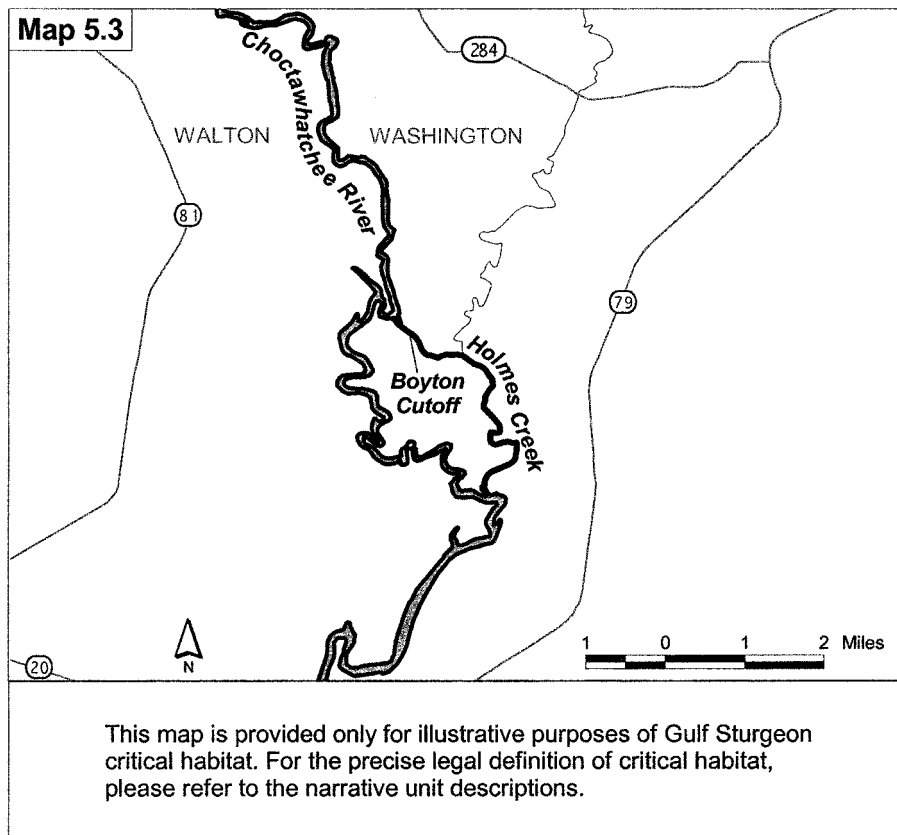 Map 5.3
284
Choctawhatchee River
WALTON
WASHINGTON
81
79
Holmes Creek
Boyton
Cutoff
N
1 0 1 2 Miles
20
This map is provided only for illustrative purposes of Gulf Sturgeon
critical habitat. For the precise legal definition of critical habitat,
please refer to the narrative unit descriptions.